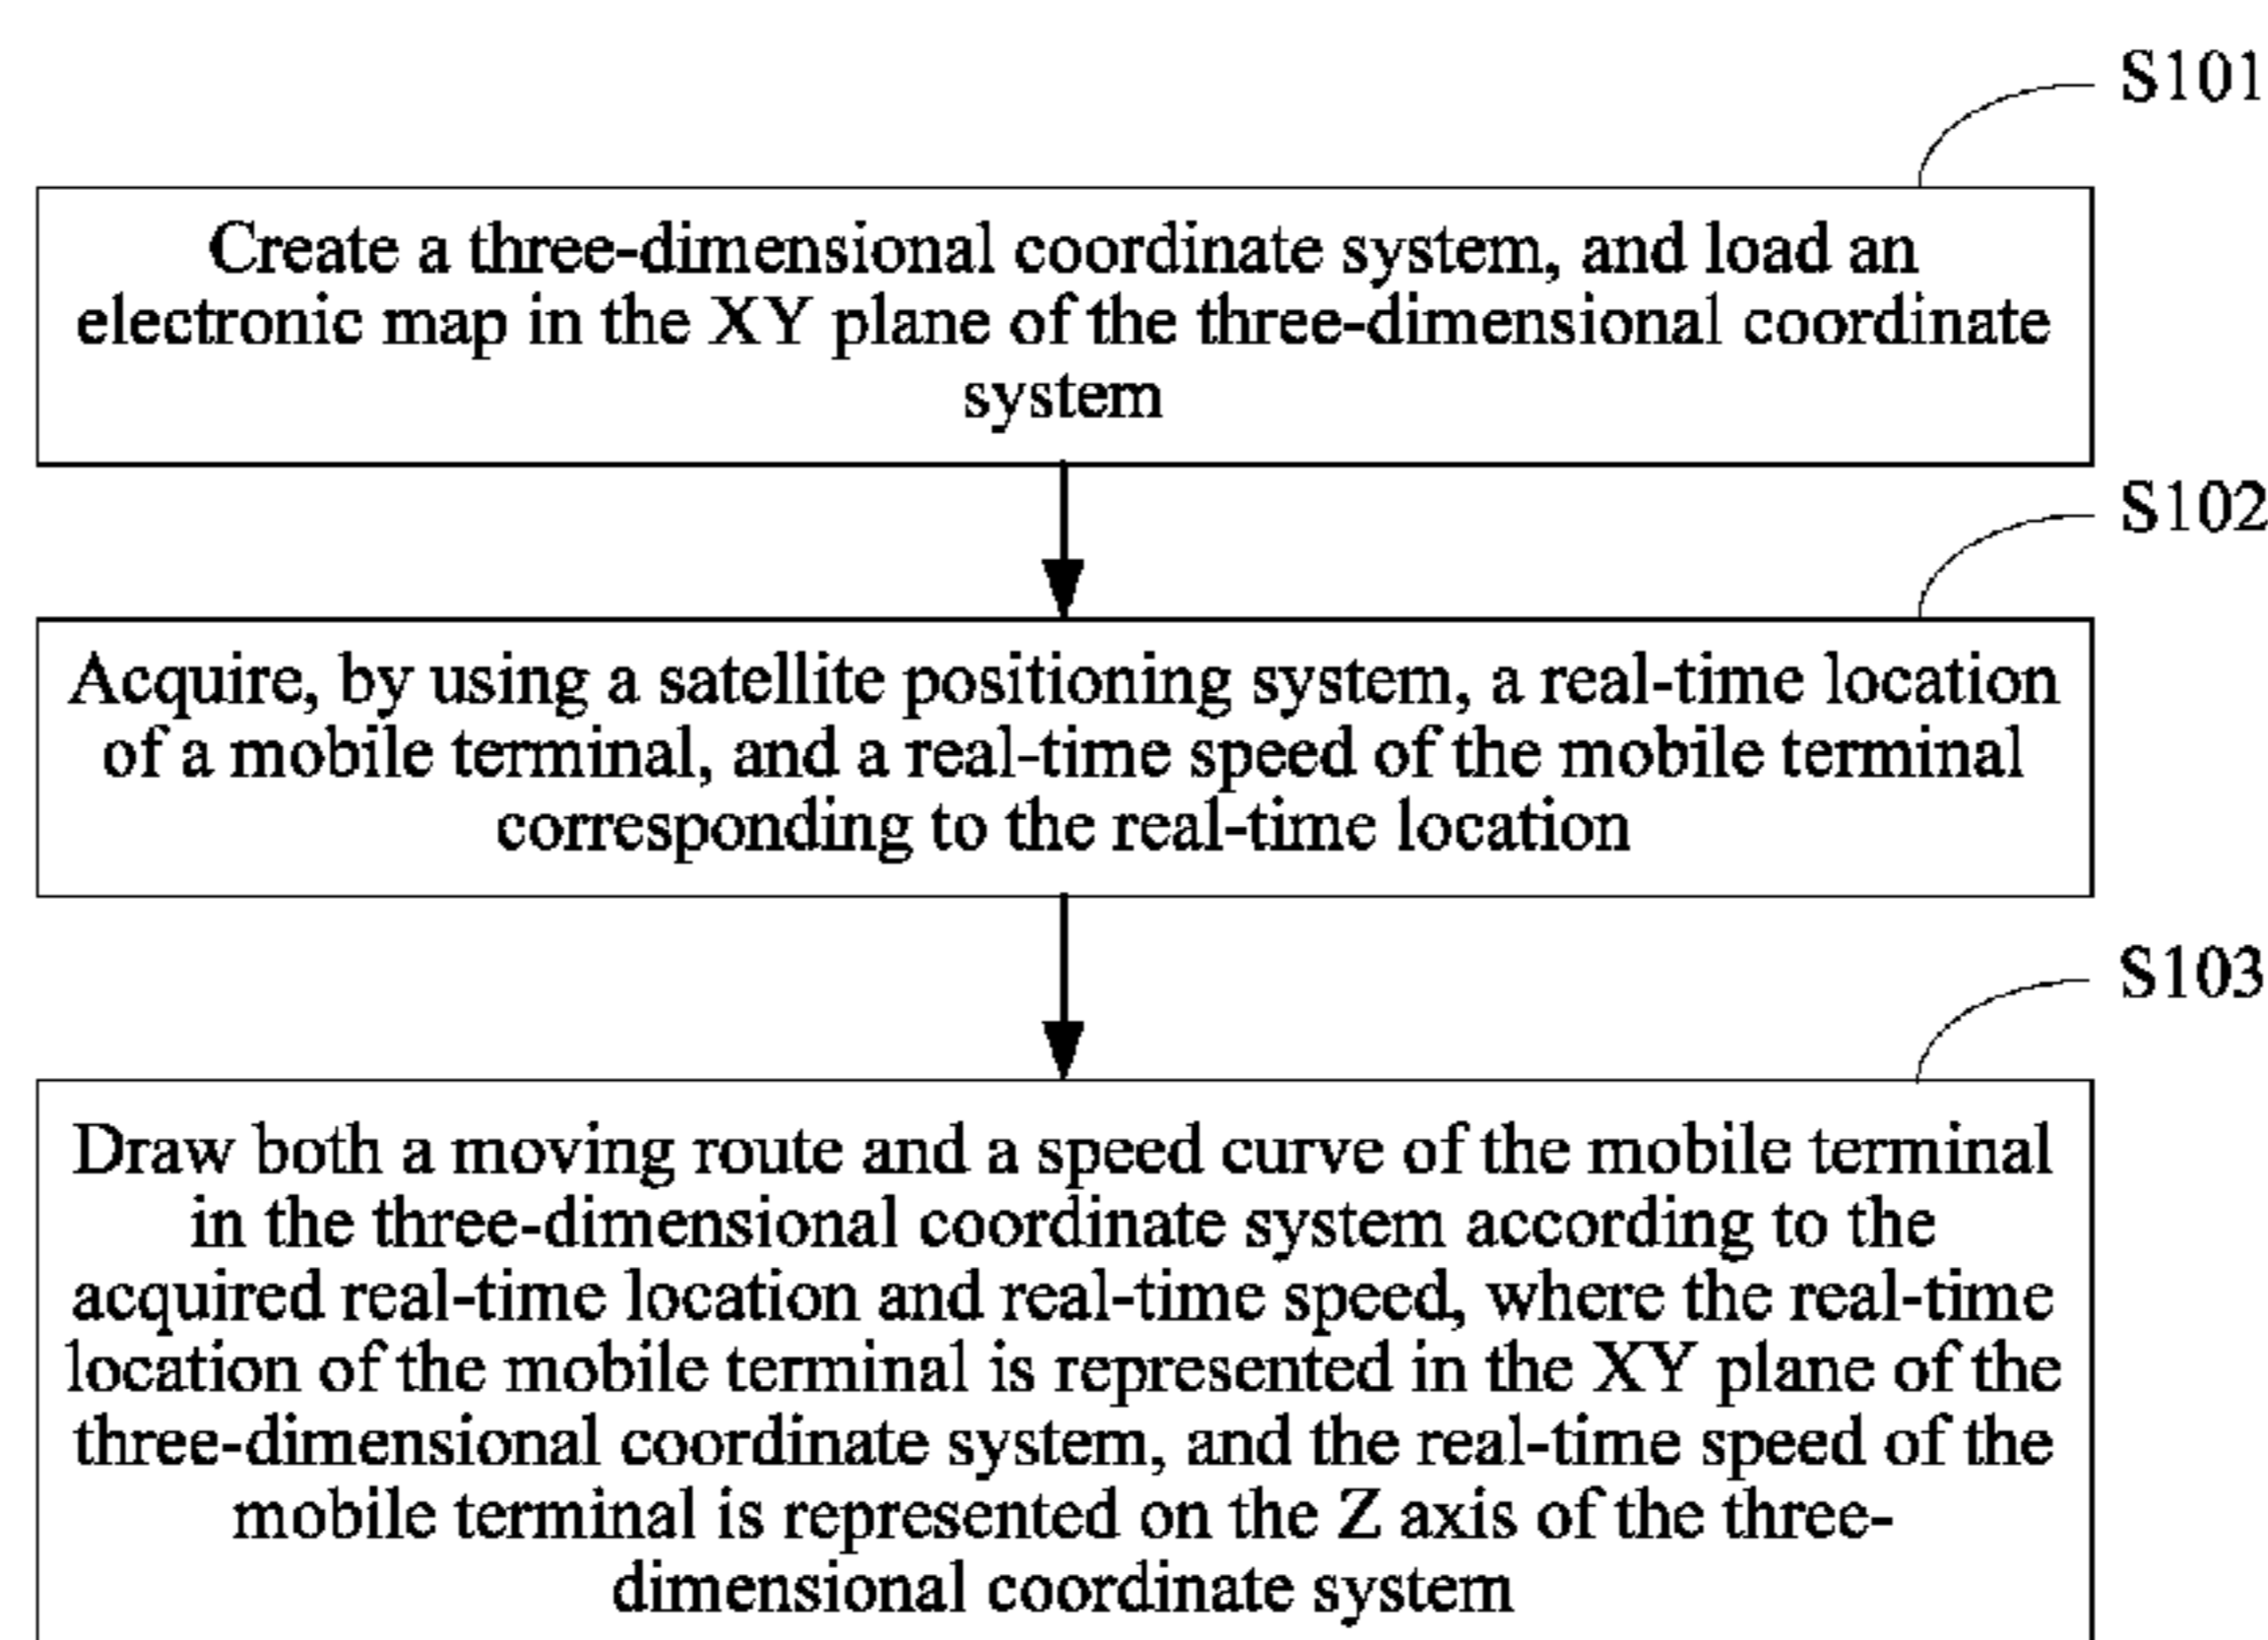 S101
Create a three-dimensional coordinate system, and load an
electronic map in the XY plane of the three-dimensional coordinate
system
S102
Acquire, by using a satellite positioning system, a real-time location
of a mobile terminal, and a real-time speed of the mobile terminal
corresponding to the real-time location
S103
Draw both a moving route and a speed curve of the mobile terminal
in the three-dimensional coordinate system according to the
acquired real-time location and real-time speed, where the real-time
location of the mobile terminal is represented in the XY plane of the
three-dimensional coordinate system, and the real-time speed of the
mobile terminal is represented on the Z axis of the three-
dimensional coordinate system